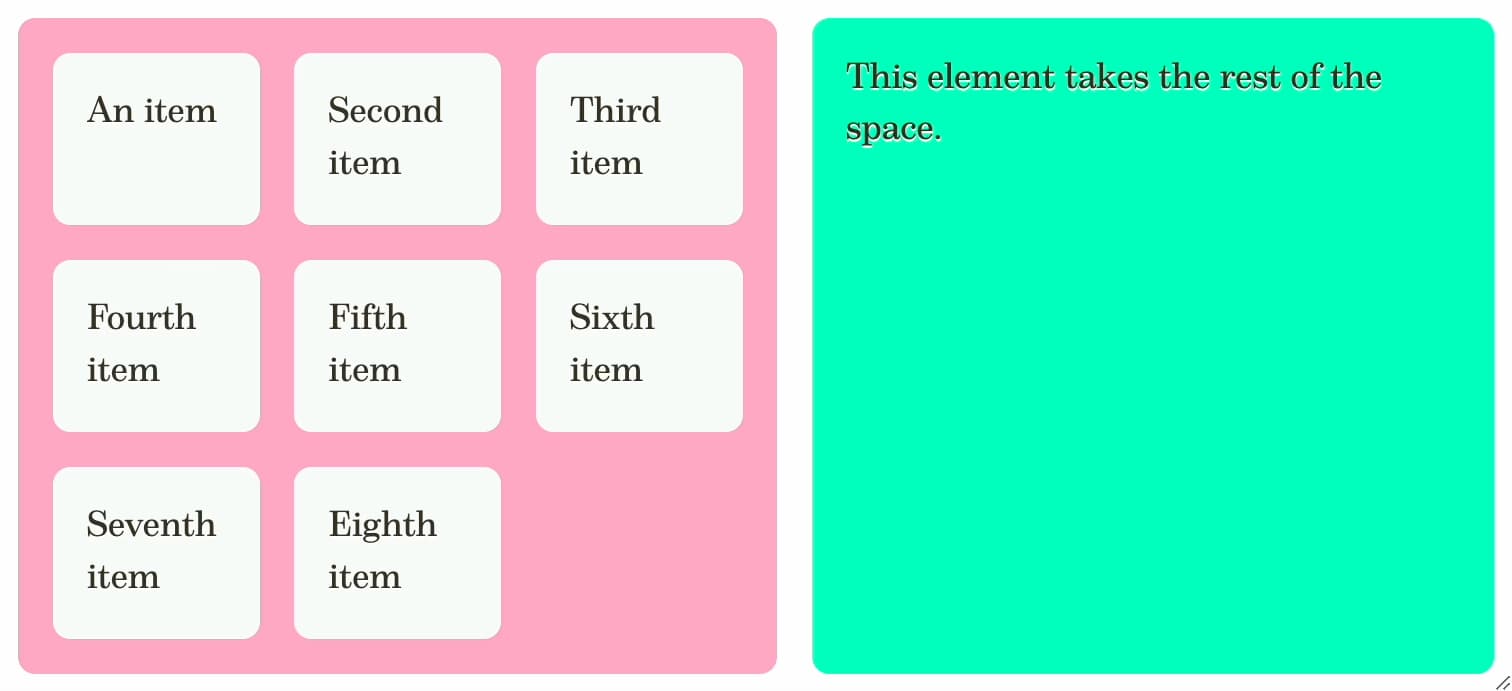 An item
Second
item
Third
item
Fourth
item
Fifth
item
Sixth
item
Seventh
item
Eighth
item
This element takes the rest of the
space.